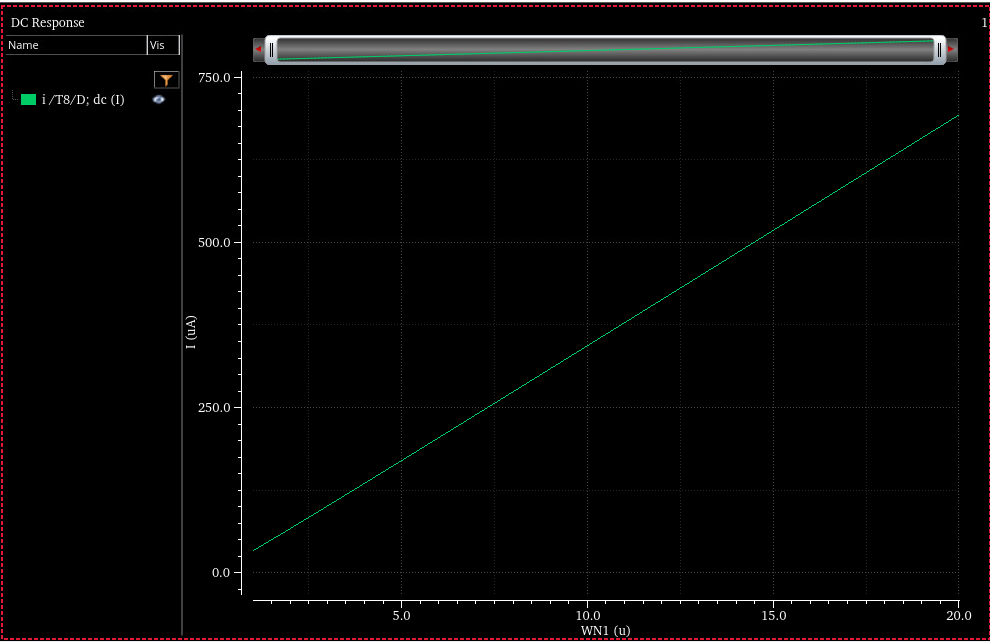 DC Response
1
Name Vis
i /T8/D; dc (I)
750.0
500.0
250.0
0.0
I (uA)
5.0 10.0 15.0 20.0
WN1 (u)